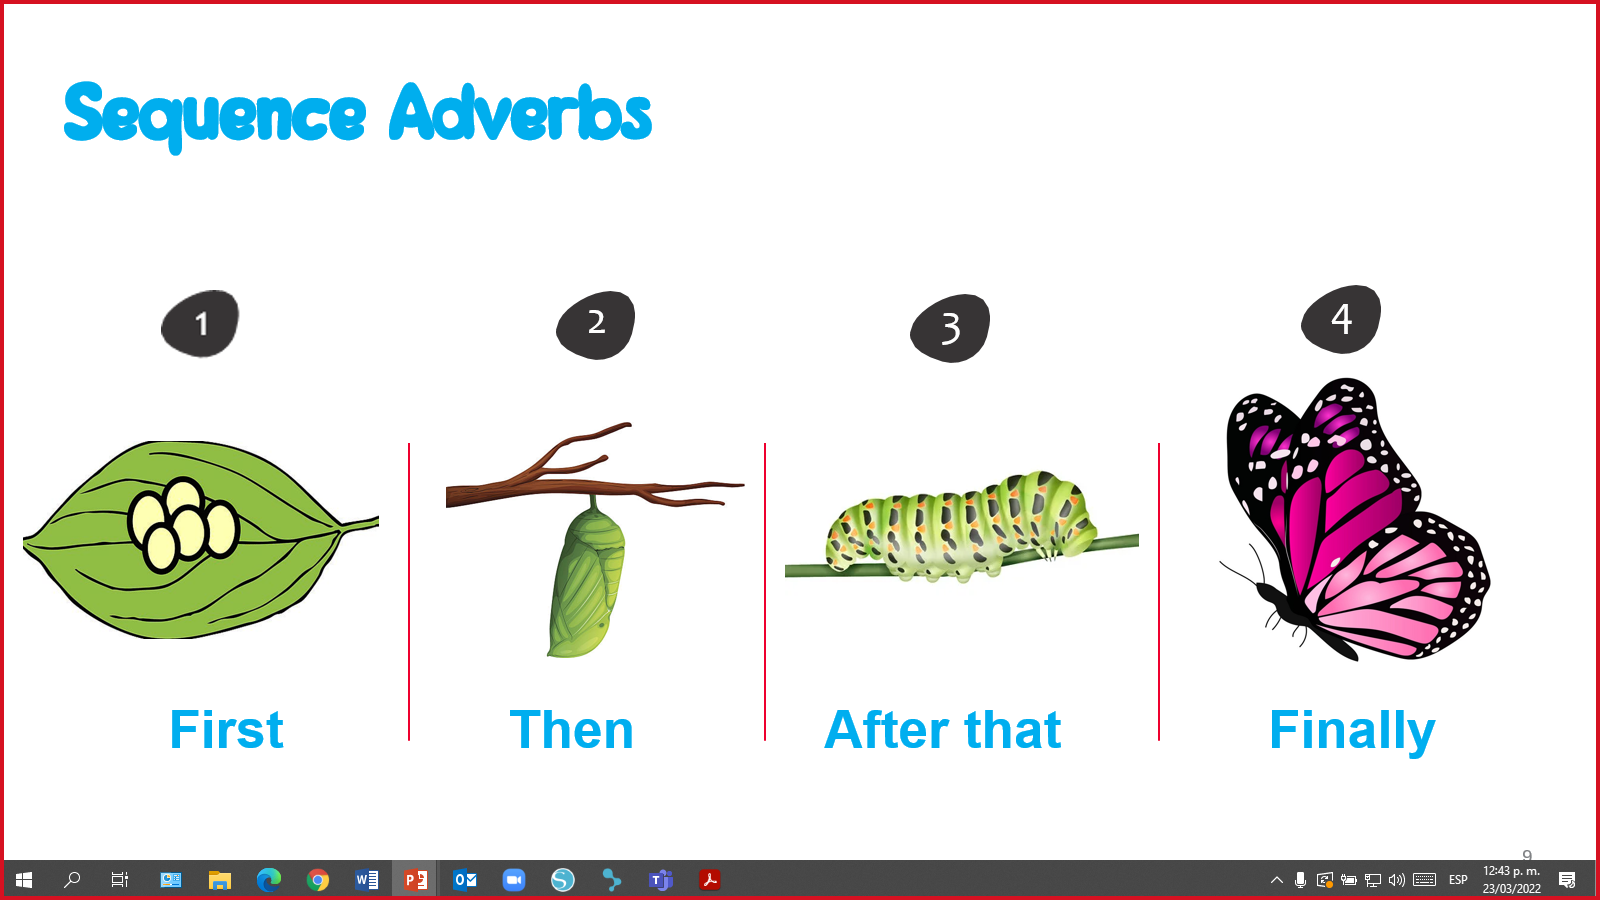 Sequence Adverbs
1
2
3
4
First
Then
After that
Finally
9
ESP
12:43 p. m.
23/03/2022